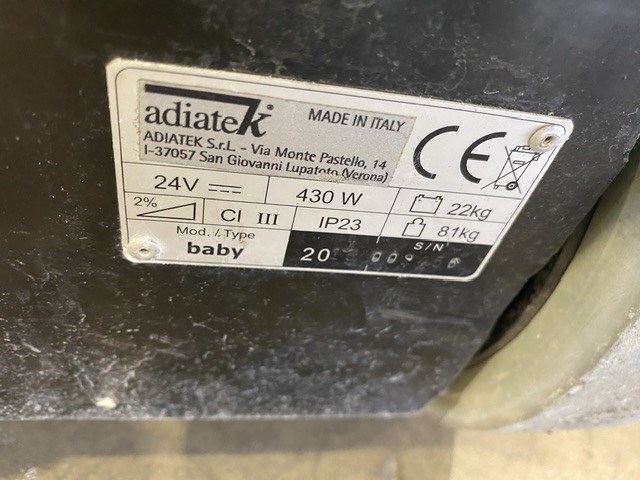 adiatek MADE IN ITALY
ADIATEK S.r.L. - Via Monte Pastello, 14
I-37057 San Giovanni Lupatoto (Verona)
CE
24V 430 W 22kg
2% Cl III IP23 81kg
Mod. / Type S/N
baby 20